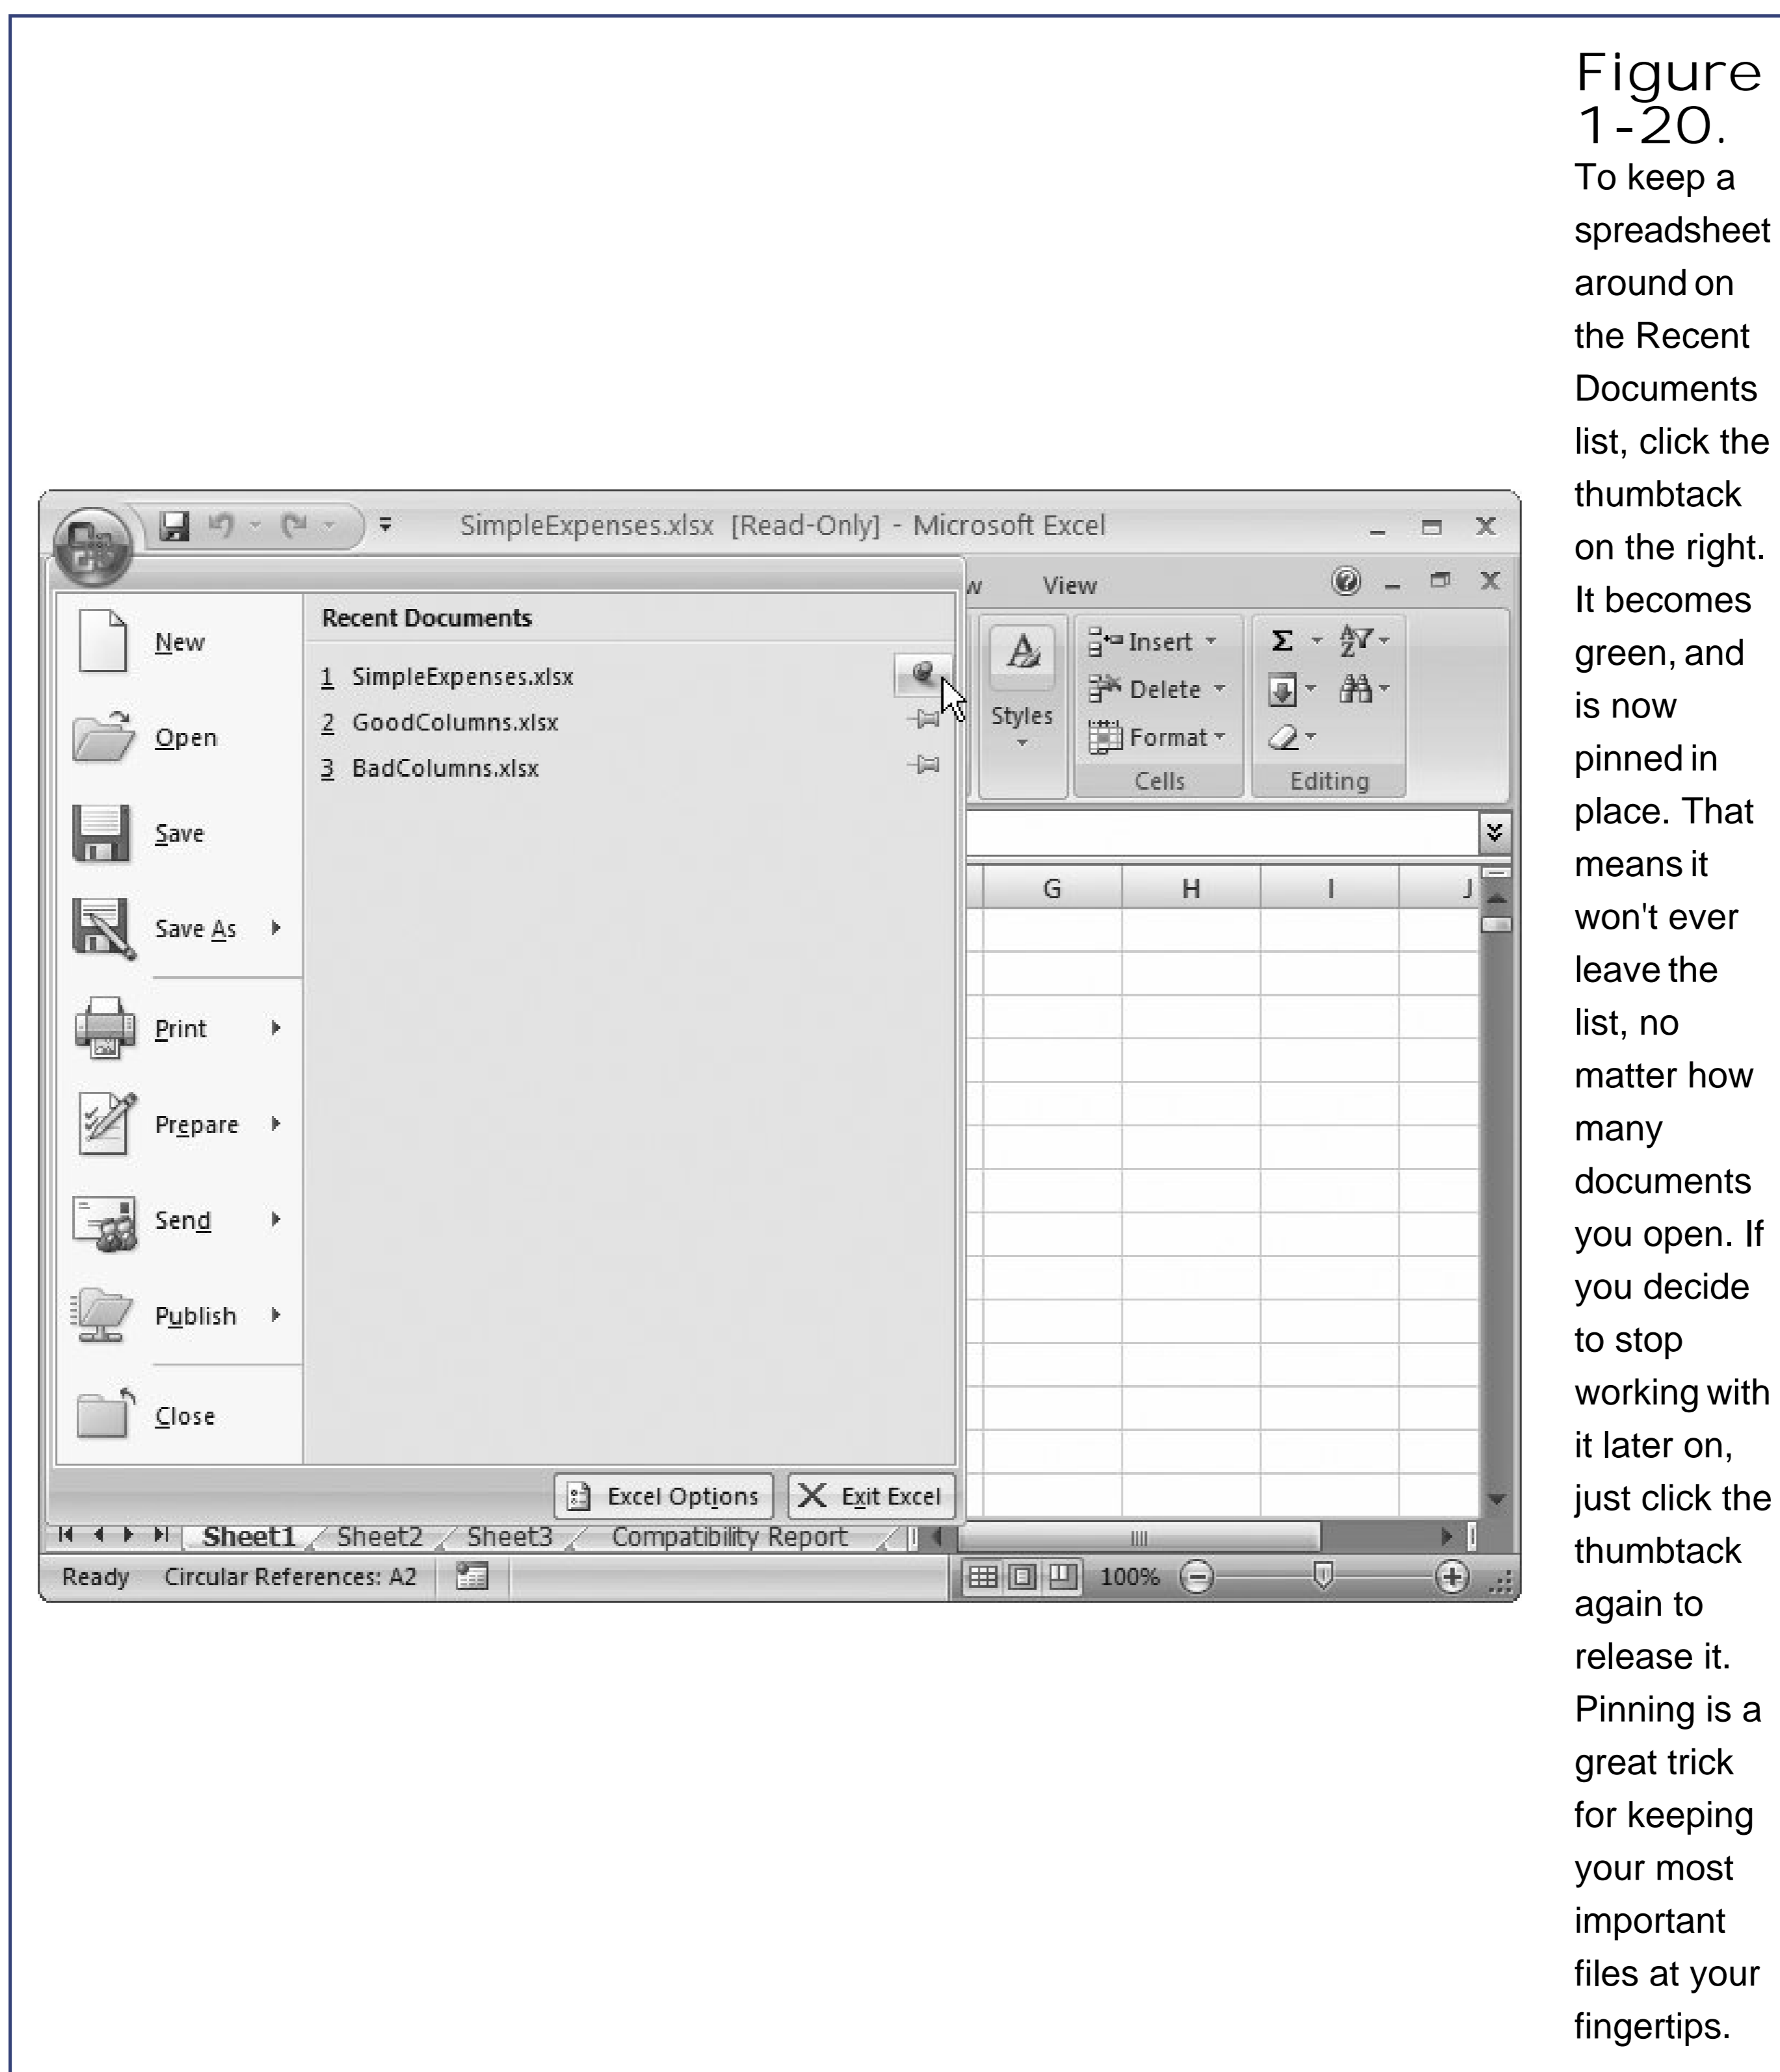 Figure
1-20.
To keep a
spreadsheet
around on
the Recent
Documents
list, click the
thumbtack
on the right.
It becomes
green, and
is now
pinned in
place. That
means it
won't ever
leave the
list, no
matter how
many
documents
you open. If
you decide
to stop
working with
it later on,
just click the
thumbtack
again to
release it.
Pinning is a
great trick
for keeping
your most
important
files at your
fingertips.
SimpleExpenses.xlsx [Read-Only] - Microsoft Excel
w View
New
Open
Save
Save As
Print
Prepare
Send
Publish
Close
Recent Documents
1 SimpleExpenses.xlsx
2 GoodColumns.xlsx
3 BadColumns.xlsx
Excel Options Exit Excel
Styles
Insert
Delete
Format
Cells
Σ
A
Z
Editing
G H I J
Sheet1 Sheet2 Sheet3 Compatibility Report
Ready Circular References: A2 100%